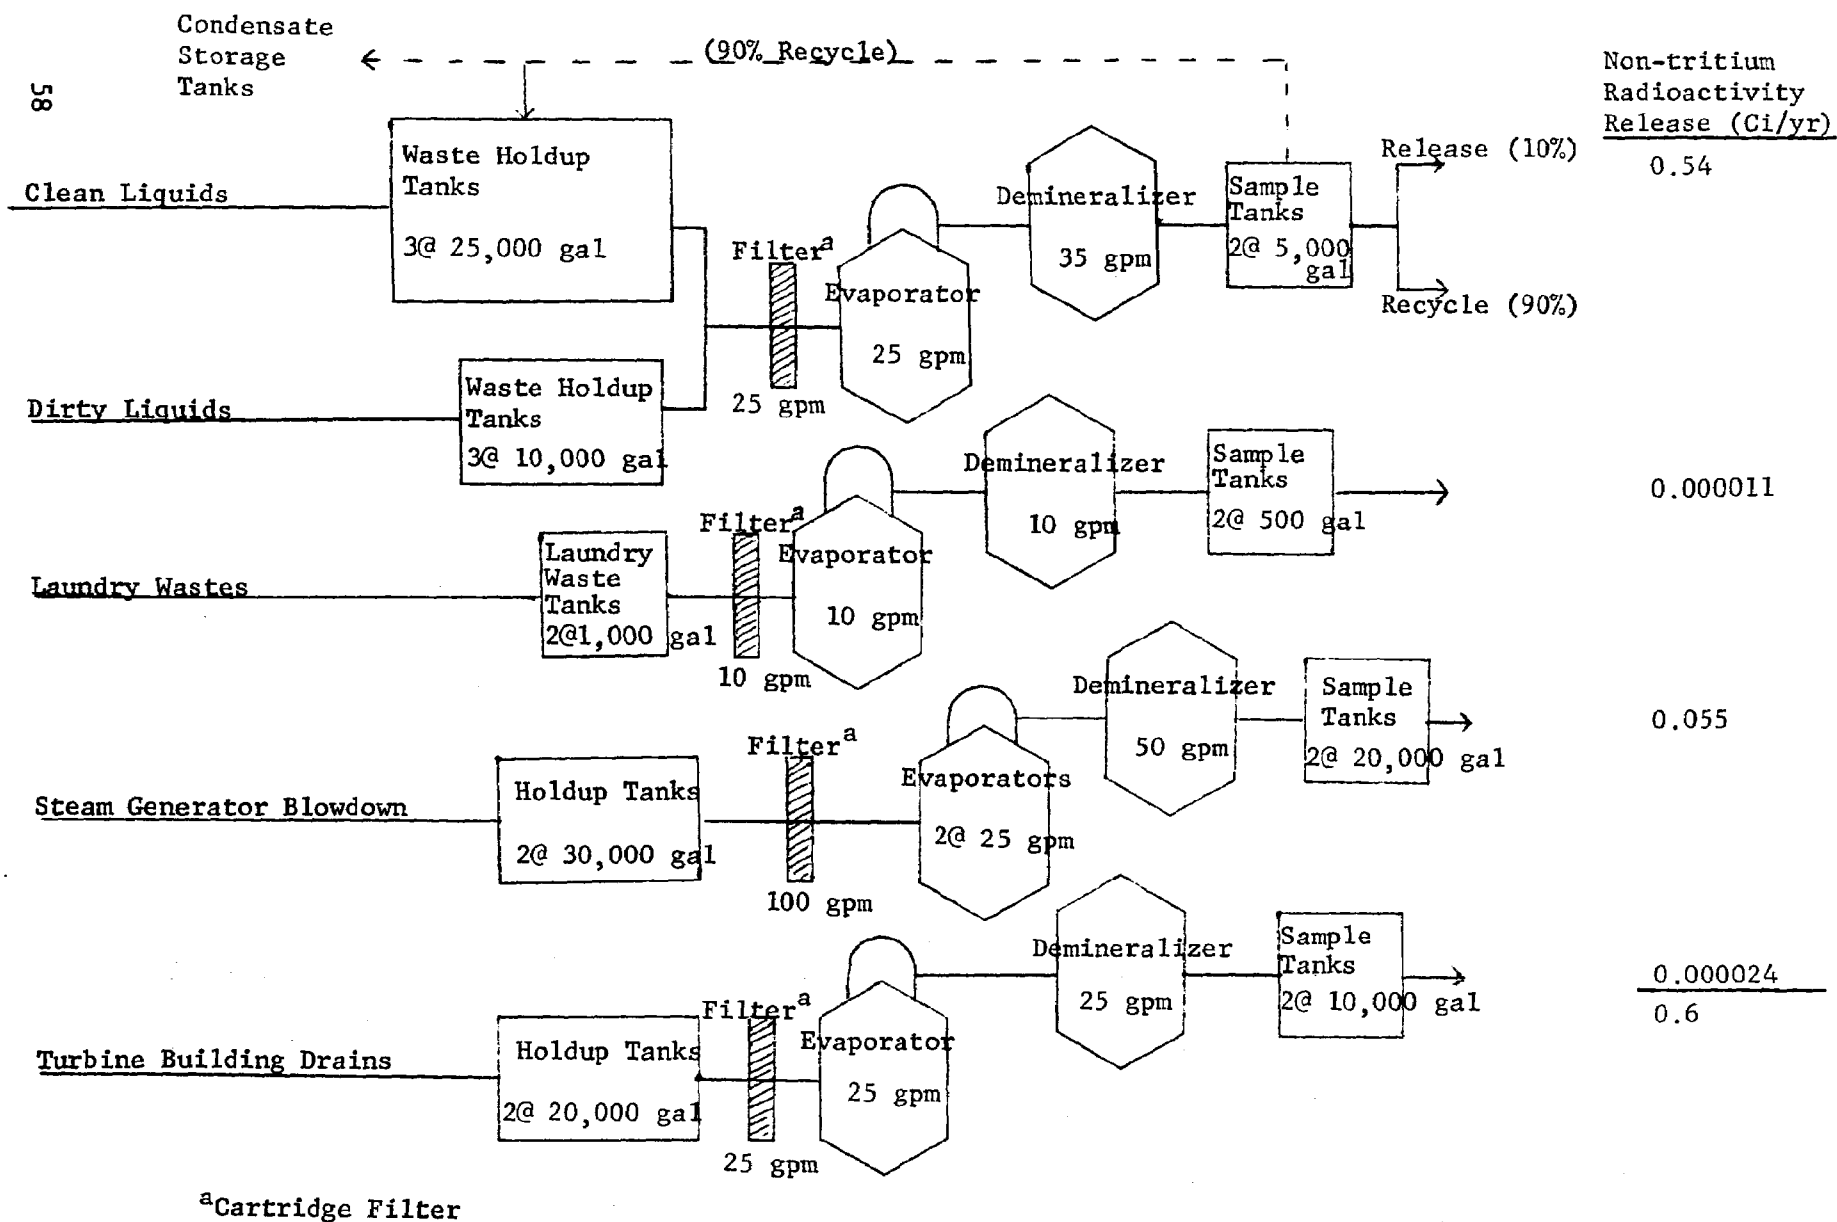 58
Condensate
Storage
Tanks
(90% Recycle)
Non-tritium
Radioactivity
Release (Ci/yr)
Clean Liquids
Waste Holdup
Tanks
3@ 25,000 gal
Filterᵃ
25 gpm
Evaporator
25 gpm
Demineralizer
35 gpm
Sample
Tanks
2@ 5,000
gal
Release (10%)
Recycle (90%)
0.54
Dirty Liquids
Waste Holdup
Tanks
3@ 10,000 gal
Laundry Wastes
Laundry
Waste
Tanks
2@1,000 gal
Filterᵃ
10 gpm
Evaporator
10 gpm
Demineralizer
10 gpm
Sample
Tanks
2@ 500 gal
0.000011
Steam Generator Blowdown
Holdup Tanks
2@ 30,000 gal
Filterᵃ
100 gpm
Evaporators
2@ 25 gpm
Demineralizer
50 gpm
Sample
Tanks
2@ 20,000 gal
0.055
Turbine Building Drains
Holdup Tanks
2@ 20,000 gal
Filterᵃ
25 gpm
Evaporator
25 gpm
Demineralizer
25 gpm
Sample
Tanks
2@ 10,000 gal
0.000024
0.6
ᵃCartridge Filter